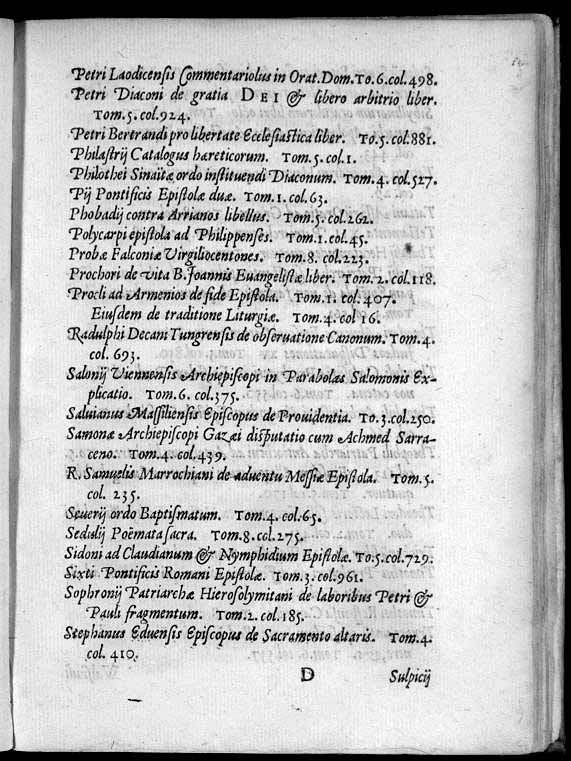 Petri Laodicensis Commentariolus in Orat. Dom. To. 6. col. 498.
Petri Diaconi de gratia DEI & libero arbitrio liber.
Tom. 5. col. 924.
Petri Bertrandi pro libertate Ecclesiastica liber. To. 5. col. 881.
Philastrij Catalogus hæreticorum. Tom. 5. col. 1.
Philothei Sinaitæ ordo instituendi Diaconum. Tom. 4. col. 527.
Pij Pontificis Epistolæ duæ. Tom. 1. col. 63.
Phobadij contra Arrianos libellus. Tom. 5. col. 262.
Polycarpi epistola ad Philippenses. Tom. 1. col. 45.
Probæ Falconiæ Virgiliocentones. Tom. 8. col. 223.
Prochori de vita B. Joannis Euangelistæ liber. Tom. 2. col. 118.
Procli ad Armenios de fide Epistola. Tom. 1. col. 407.
Eiusdem de traditione Liturgiæ. Tom. 4. col 16.
Radulphi Decani Tungrensis de obseruatione Canonum. Tom. 4.
col. 693.
Salonij Viennensis Archiepiscopi in Parabolas Salomonis Ex-
plicatio. Tom. 6. col. 375.
Saluianus Massiliensis Episcopus de Prouidentia. To. 3. col. 250.
Samonæ Archiepiscopi Gazæi disputatio cum Achmed Sarra-
ceno. Tom. 4. col. 439.
R. Samuelis Marrochiani de aduentu Messiæ Epistola. Tom. 5.
col. 235.
Seuerij ordo Baptismatum. Tom. 4. col. 65.
Sedulij Poëmata sacra. Tom. 8. col. 275.
Sidoni ad Claudianum & Nymphidium Epistolæ. To. 5. col. 729.
Sixti Pontificis Romani Epistolæ. Tom. 3. col. 961.
Sophronij Patriarchæ Hierosolymitani de laboribus Petri &
Pauli fragmentum. Tom. 2. col. 185.
Stephanus Eduensis Episcopus de Sacramento altaris. Tom. 4.
col. 410.
D Sulpicij